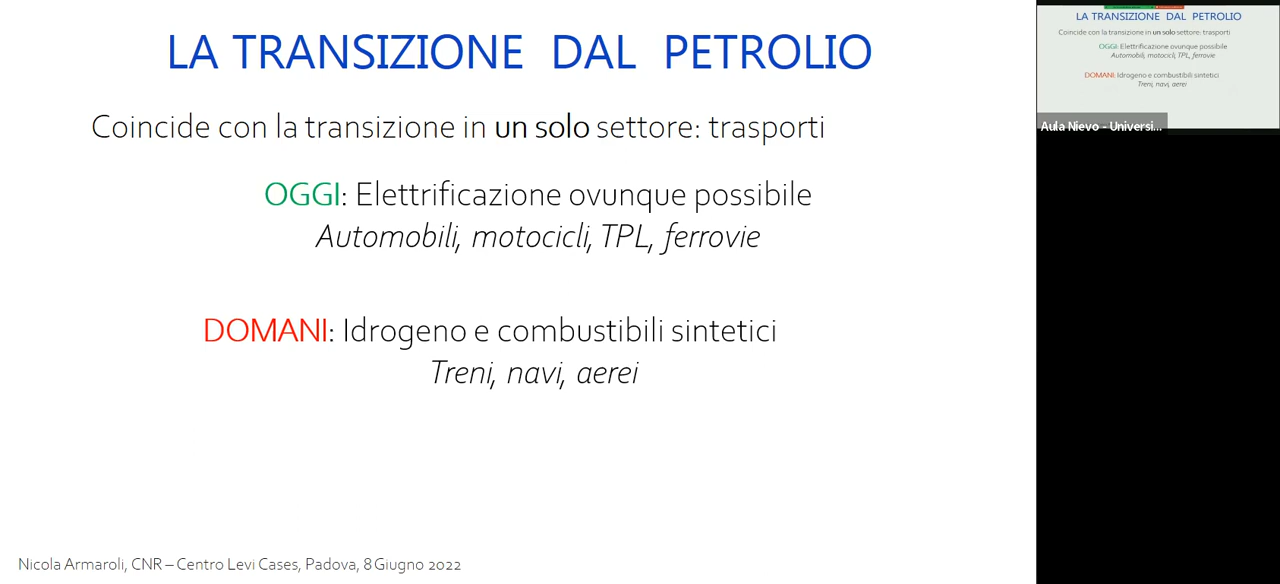 LA TRANSIZIONE DAL PETROLIO
Coincide con la transizione in un solo settore: trasporti
OGGI: Elettrificazione ovunque possibile
Automobili, motocicli, TPL, ferrovie
DOMANI: Idrogeno e combustibili sintetici
Treni, navi, aerei
Nicola Armaroli, CNR – Centro Levi Cases, Padova, 8 Giugno 2022
LA TRANSIZIONE DAL PETROLIO
Coincide con la transizione in un solo settore: trasporti
OGGI: Elettrificazione ovunque possibile
Automobili, motocicli, TPL, ferrovie
DOMANI: Idrogeno e combustibili sintetici
Treni, navi, aerei
Aula Nievo - Universi...